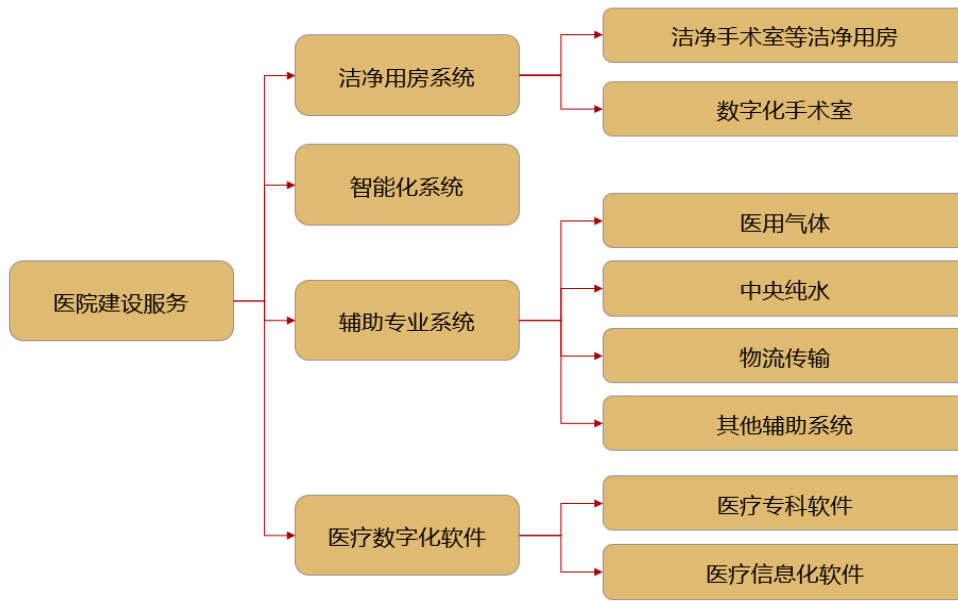 医院建设服务
洁净用房系统
洁净手术室等洁净用房
数字化手术室
智能化系统
辅助专业系统
医用气体
中央纯水
物流传输
其他辅助系统
医疗数字化软件
医疗专科软件
医疗信息化软件